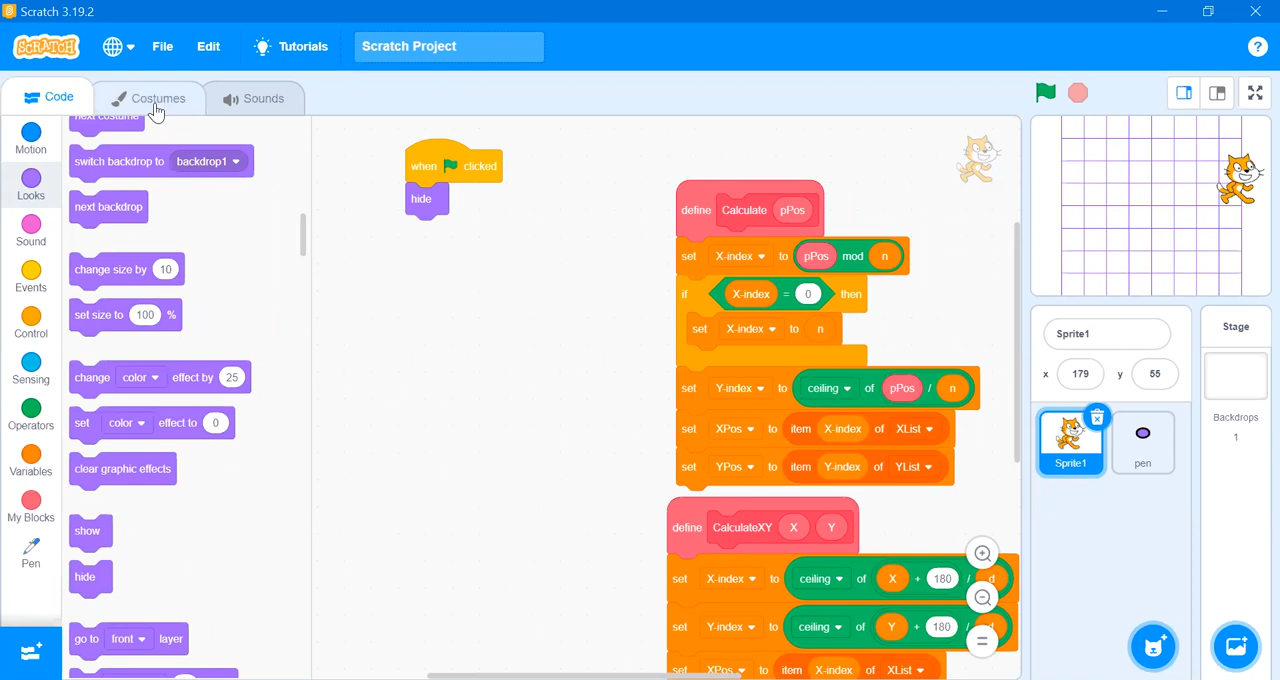 Scratch 3.19.2
SCRATCH File Edit Tutorials Scratch Project ?
Code Costumes Sounds
Motion
Looks
Sound
Events
Control
Sensing
Operators
Variables
My Blocks
Pen
next costume
switch backdrop to backdrop1
next backdrop
change size by 10
set size to 100 %
change color effect by 25
set color effect to 0
clear graphic effects
show
hide
go to front layer
when clicked
hide
define Calculate pPos
set X-index to pPos mod n
if X-index = 0 then
set X-index to n
set Y-index to ceiling of pPos / n
set XPos to item X-index of XList
set YPos to item Y-index of YList
define CalculateXY X Y
set X-index to ceiling of X + 180 / d
set Y-index to ceiling of Y + 180 / d
set XPos to item X-index of XList
Sprite1
x 179 y 55
Sprite1
pen
Stage
Backdrops
1